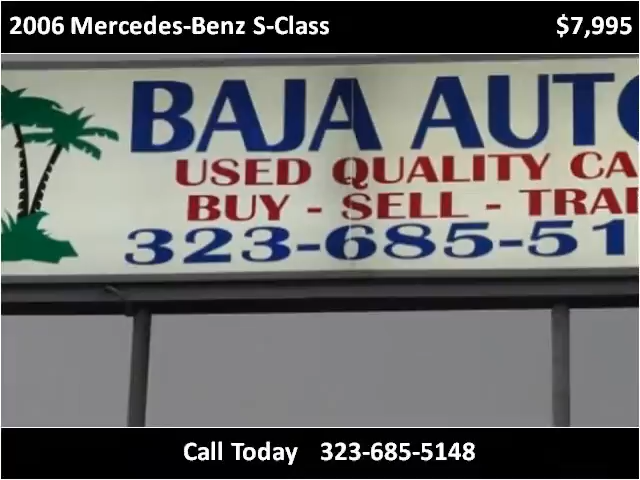 2006 Mercedes-Benz S-Class $7,995
BAJA AUTO
USED QUALITY CA
BUY - SELL - TRA
323-685-51
Call Today 323-685-5148